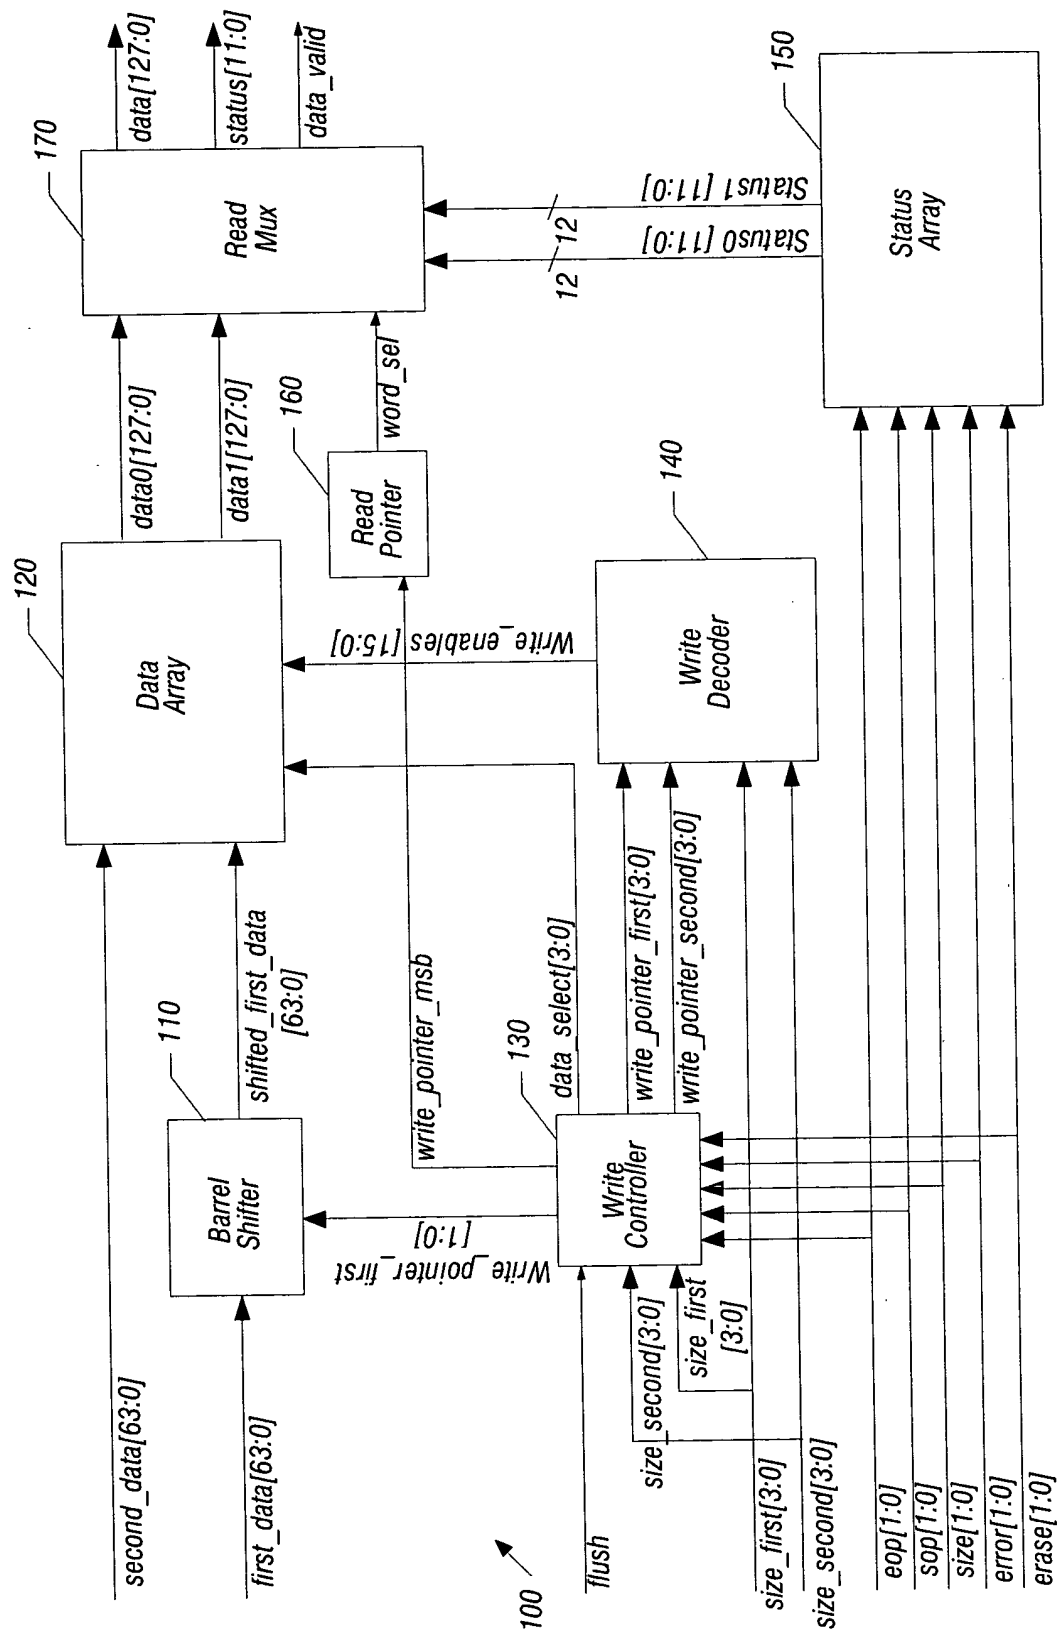 second_data[63:0]
first_data[63:0]
110
Barrel
Shifter
shifted_first_data
[63:0]
120
Data
Array
data0[127:0]
data1[127:0]
170
Read
Mux
data[127:0]
status[11:0]
data_valid
160
Read
Pointer
word_sel
write_pointer_msb
Write_pointer_first
[1:0]
100
flush
130
Write
Controller
data_select[3:0]
write_pointer_first[3:0]
write_pointer_second[3:0]
size_second[3:0]
size_first
[3:0]
size_first[3:0]
size_second[3:0]
140
Write
Decoder
Write_enables [15:0]
eop[1:0]
sop[1:0]
size[1:0]
error[1:0]
erase[1:0]
150
Status
Array
12
Status0 [11:0]
12
Status1 [11:0]